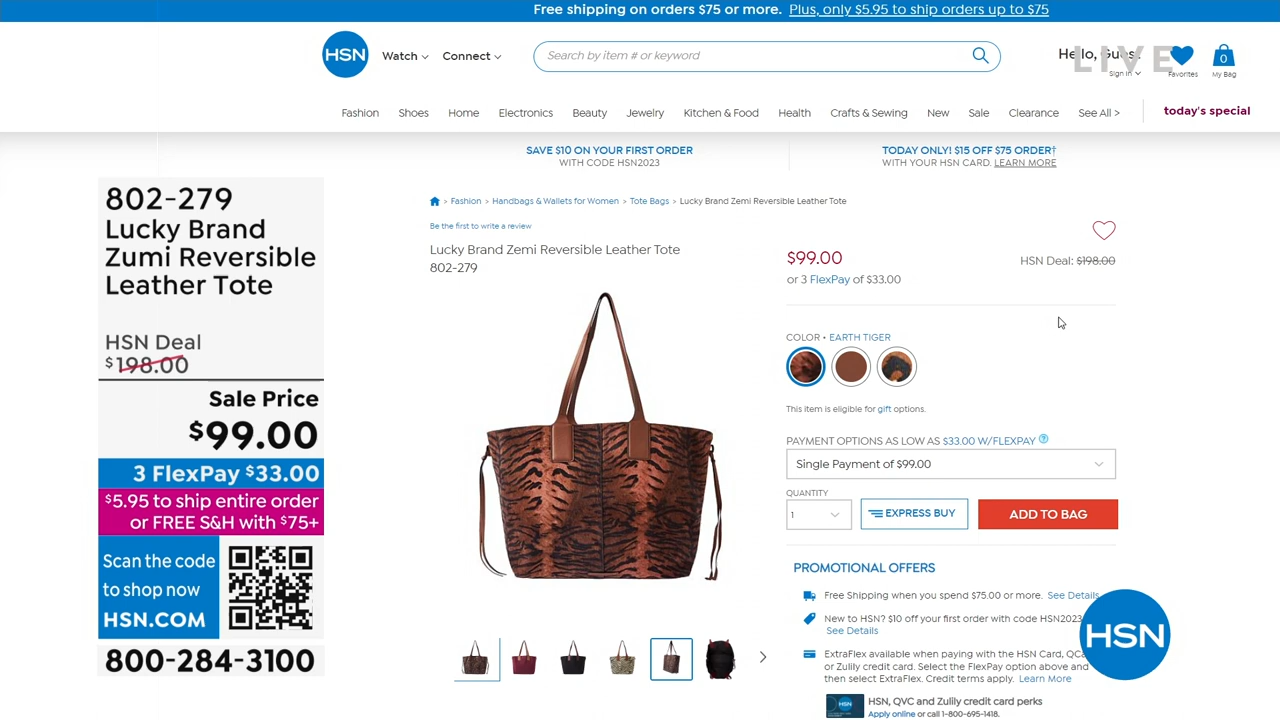 Free shipping on orders $75 or more. Plus, only $5.95 to ship orders up to $75
HSN
Watch
Connect
Search by item # or keyword
Hello, Guest
LIVE
Sign In
Favorites
0
My Bag
Fashion Shoes Home Electronics Beauty Jewelry Kitchen & Food Health Crafts & Sewing New Sale Clearance See All > today's special
SAVE $10 ON YOUR FIRST ORDER
WITH CODE HSN2023
TODAY ONLY! $15 OFF $75 ORDER†
WITH YOUR HSN CARD. LEARN MORE
802-279
Lucky Brand
Zumi Reversible
Leather Tote
HSN Deal
$198.00
Sale Price
$99.00
3 FlexPay $33.00
$5.95 to ship entire order
or FREE S&H with $75+
Scan the code
to shop now
HSN.COM
800-284-3100
> Fashion > Handbags & Wallets for Women > Tote Bags > Lucky Brand Zemi Reversible Leather Tote
Be the first to write a review
Lucky Brand Zemi Reversible Leather Tote
802-279
$99.00
HSN Deal: $198.00
or 3 FlexPay of $33.00
COLOR • EARTH TIGER
This item is eligible for gift options.
PAYMENT OPTIONS AS LOW AS $33.00 W/FLEXPAY ?
Single Payment of $99.00
QUANTITY
1
EXPRESS BUY
ADD TO BAG
PROMOTIONAL OFFERS
Free Shipping when you spend $75.00 or more. See Details
New to HSN? $10 off your first order with code HSN2023
See Details
ExtraFlex available when paying with the HSN Card, QCa
or Zulily credit card. Select the FlexPay option above and
then select ExtraFlex. Credit terms apply. Learn More
HSN
HSN
HSN, QVC and Zulily credit card perks
Apply online or call 1-800-695-1418.